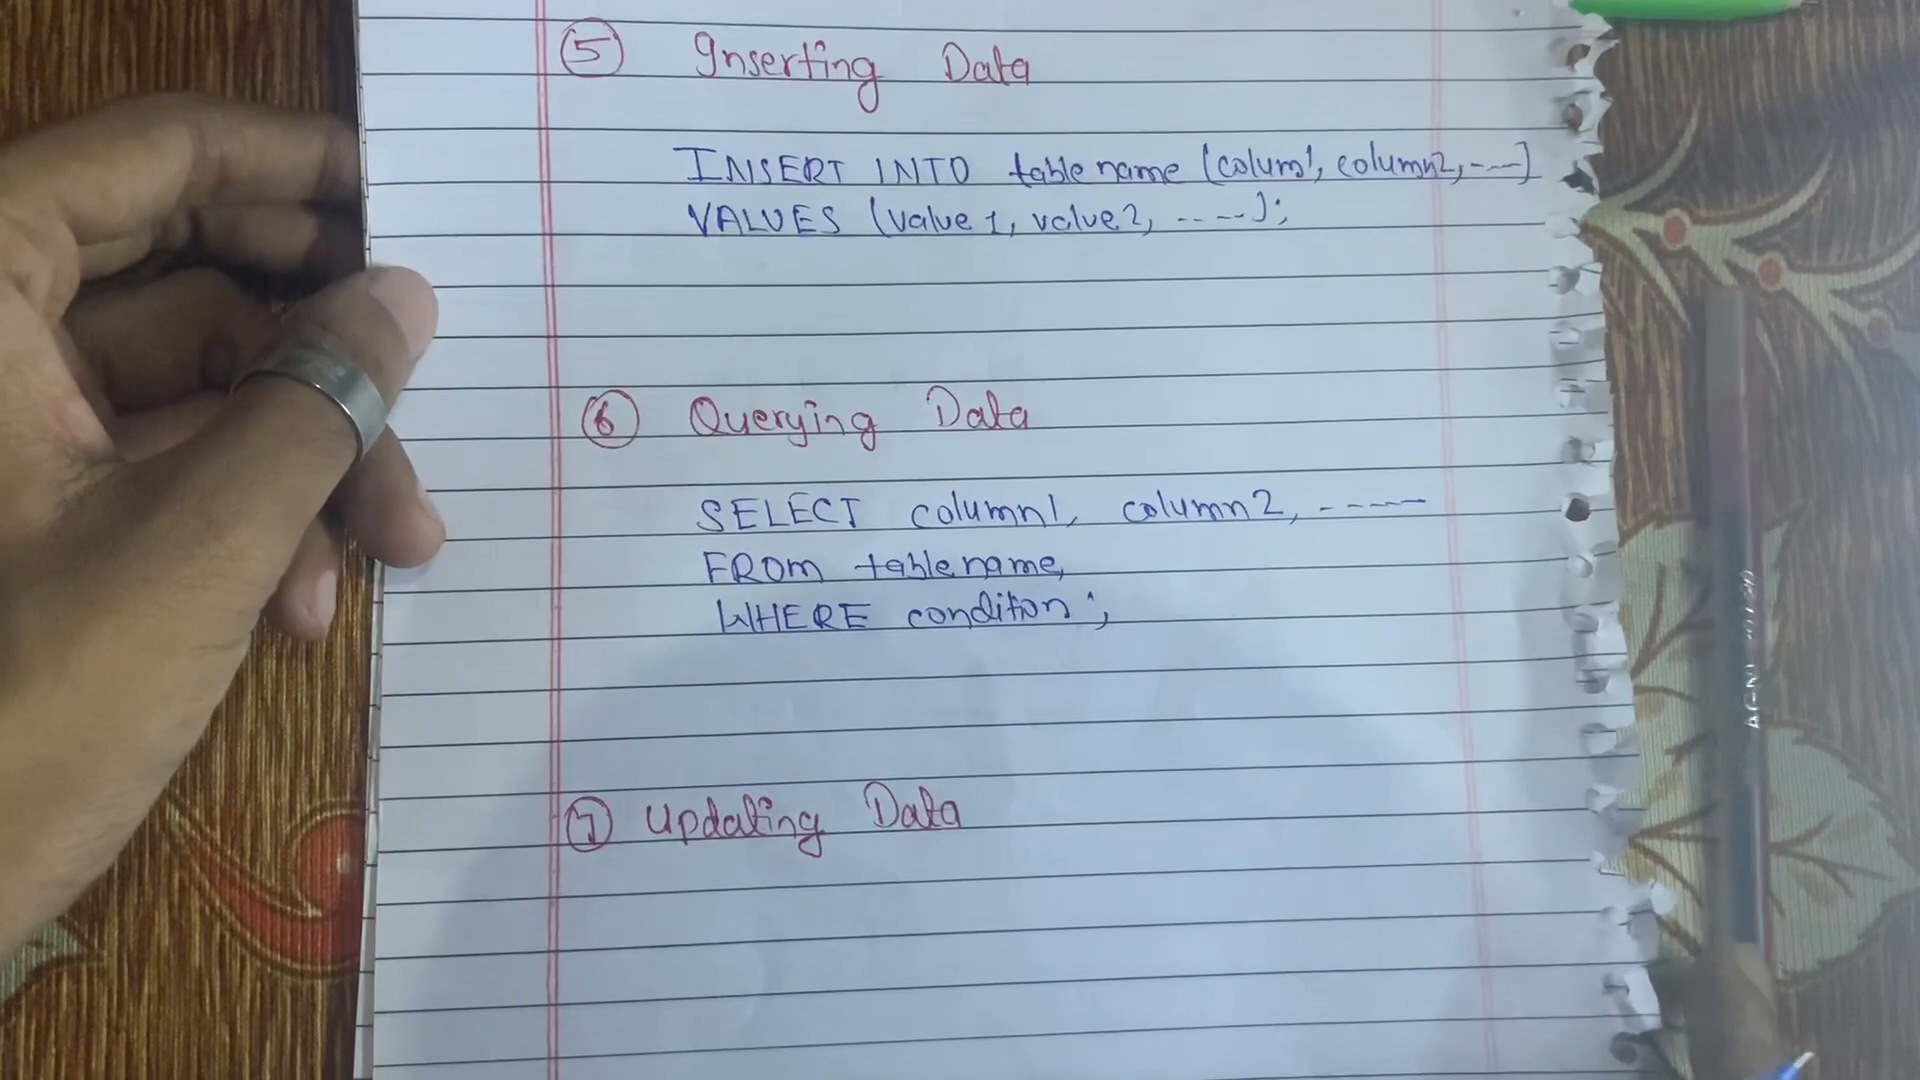 5 Inserting Data
INSERT INTO table name (colum1, column2, ----)
VALUES (value 1, value 2, -----);
6 Querying Data
SELECT column1, column2, -----
FROM table name,
WHERE condition ;
7 Updating Data